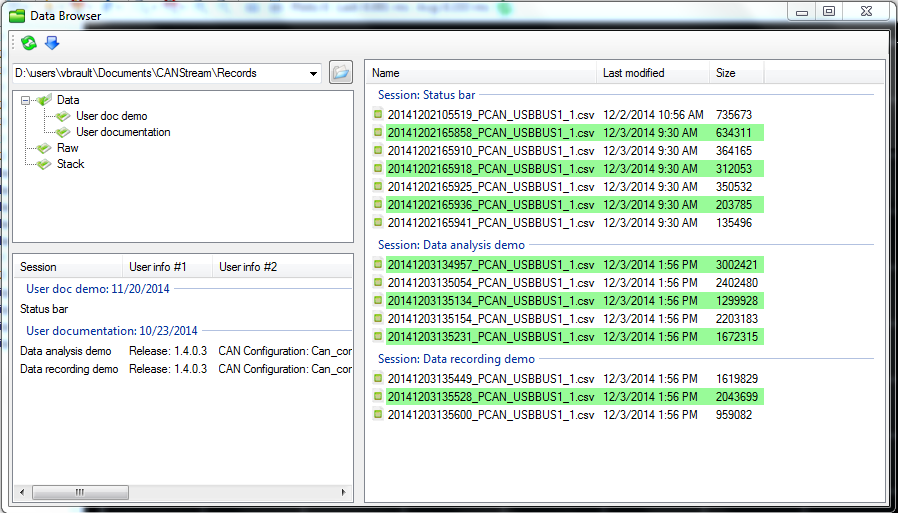 Data Browser
D:\users\vbrault\Documents\CANStream\Records
Data
User doc demo
User documentation
Raw
Stack
Session User info #1 User info #2
User doc demo: 11/20/2014
Status bar
User documentation: 10/23/2014
Data analysis demo Release: 1.4.0.3 CAN Configuration: Can_cor
Data recording demo Release: 1.4.0.3 CAN Configuration: Can_cor
Name Last modified Size
Session: Status bar
20141202105519_PCAN_USBBUS1_1.csv 12/2/2014 10:56 AM 735673
20141202165858_PCAN_USBBUS1_1.csv 12/3/2014 9:30 AM 634311
20141202165910_PCAN_USBBUS1_1.csv 12/3/2014 9:30 AM 364165
20141202165918_PCAN_USBBUS1_1.csv 12/3/2014 9:30 AM 312053
20141202165925_PCAN_USBBUS1_1.csv 12/3/2014 9:30 AM 350532
20141202165936_PCAN_USBBUS1_1.csv 12/3/2014 9:30 AM 203785
20141202165941_PCAN_USBBUS1_1.csv 12/3/2014 9:30 AM 135496
Session: Data analysis demo
20141203134957_PCAN_USBBUS1_1.csv 12/3/2014 1:56 PM 3002421
20141203135054_PCAN_USBBUS1_1.csv 12/3/2014 1:56 PM 2402480
20141203135134_PCAN_USBBUS1_1.csv 12/3/2014 1:56 PM 1299928
20141203135154_PCAN_USBBUS1_1.csv 12/3/2014 1:56 PM 2203183
20141203135231_PCAN_USBBUS1_1.csv 12/3/2014 1:56 PM 1672315
Session: Data recording demo
20141203135449_PCAN_USBBUS1_1.csv 12/3/2014 1:56 PM 1619829
20141203135528_PCAN_USBBUS1_1.csv 12/3/2014 1:56 PM 2043699
20141203135600_PCAN_USBBUS1_1.csv 12/3/2014 1:56 PM 959082